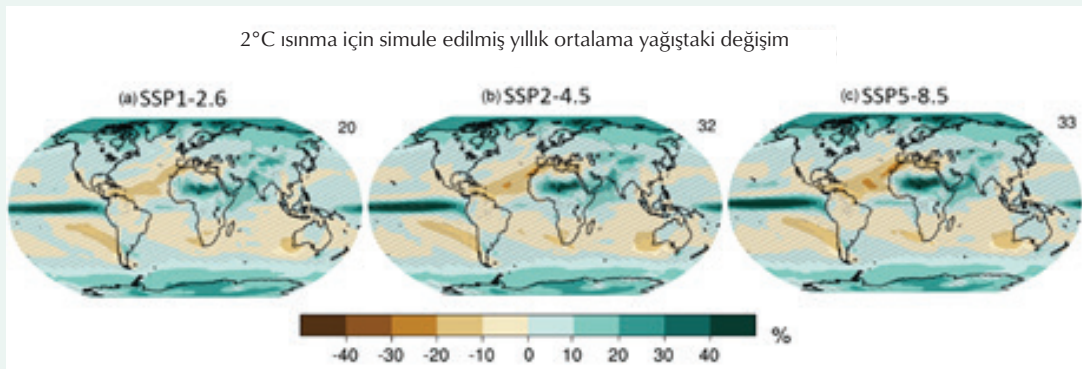 2°C ısınma için simule edilmiş yıllık ortalama yağıştaki değişim
(a) SSP1-2.6
20
(b) SSP2-4.5
32
(c) SSP5-8.5
33
-40 -30 -20 -10 0 10 20 30 40 %